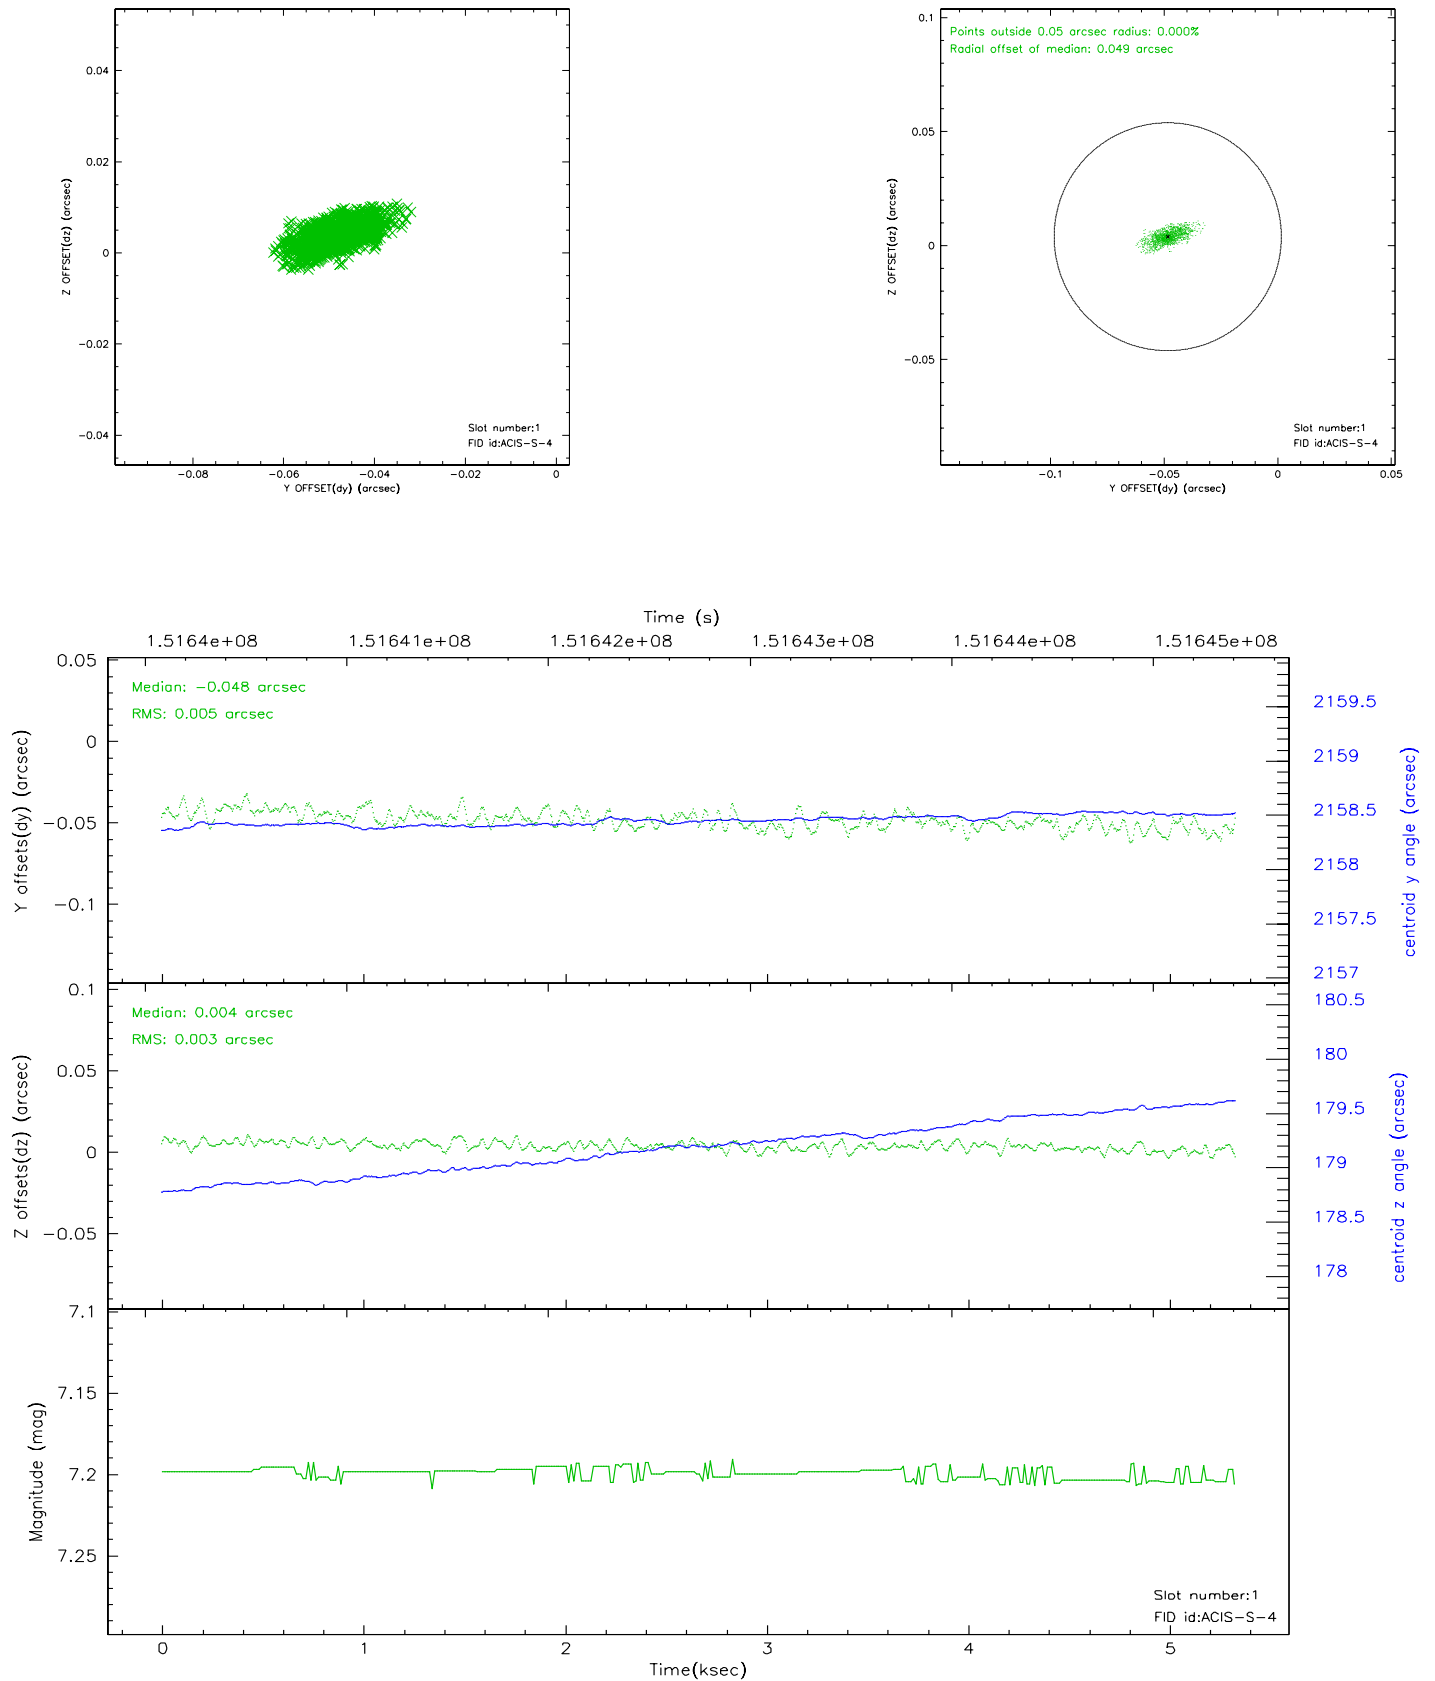 0.04
0.02
0
−0.02
−0.04
Z OFFSET(dz) (arcsec)
Slot number:1
FID id:ACIS−S−4
−0.08
−0.06
−0.04
−0.02
0
Y OFFSET(dy) (arcsec)
Points outside 0.05 arcsec radius: 0.000%
Radial offset of median: 0.049 arcsec
0.1
0.05
0
−0.05
Z OFFSET(dz) (arcsec)
Slot number:1
FID id:ACIS−S−4
−0.1
−0.05
0
0.05
Y OFFSET(dy) (arcsec)
Time (s)
1.5164e+08
1.51641e+08
1.51642e+08
1.51643e+08
1.51644e+08
1.51645e+08
Median: −0.048 arcsec
RMS: 0.005 arcsec
0.05
0
−0.05
−0.1
Y offsets(dy) (arcsec)
2159.5
2159
2158.5
2158
2157.5
2157
centroid y angle (arcsec)
Median: 0.004 arcsec
RMS: 0.003 arcsec
0.1
0.05
0
−0.05
Z offsets(dz) (arcsec)
180.5
180
179.5
179
178.5
178
centroid z angle (arcsec)
7.1
7.15
7.2
7.25
Magnitude (mag)
Slot number:1
FID id:ACIS−S−4
0
1
2
3
4
5
Time(ksec)